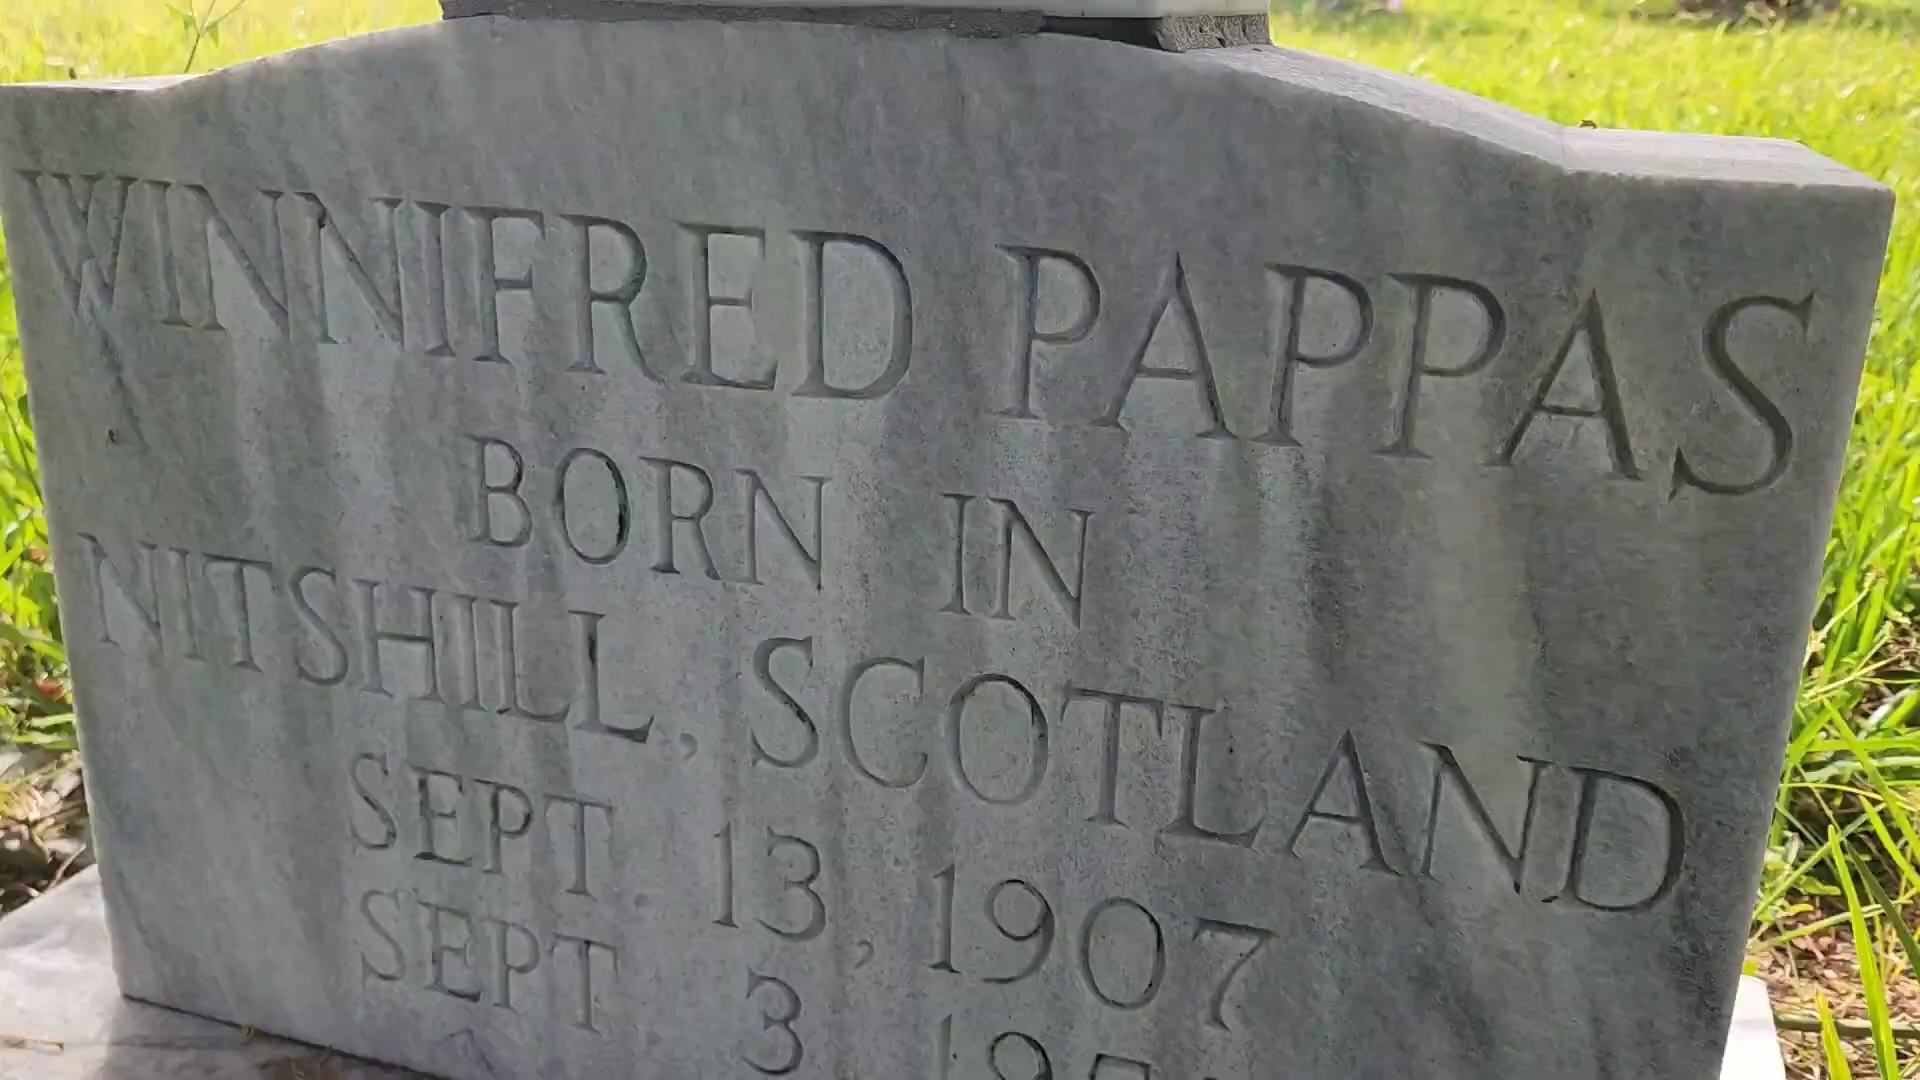 WINNIFRED PAPPAS
BORN IN
NITSHILL, SCOTLAND
SEPT. 13, 1907
SEPT 3